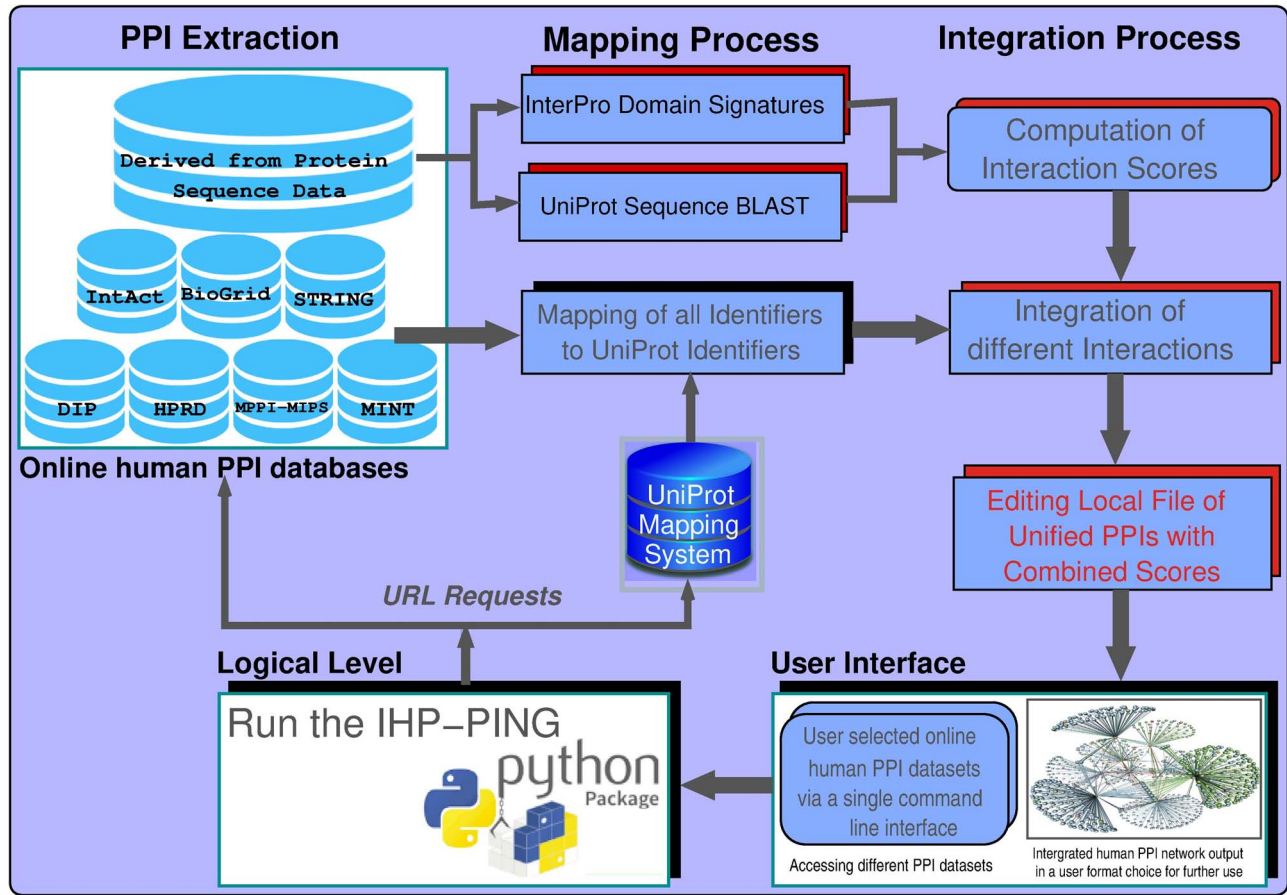 PPI Extraction
Mapping Process
Integration Process
Derived from Protein
Sequence Data
IntAct
BioGrid
STRING
DIP
HPRD
MPPI-MIPS
MINT
Online human PPI databases
InterPro Domain Signatures
UniProt Sequence BLAST
Mapping of all Identifiers
to UniProt Identifiers
UniProt
Mapping
System
Computation of
Interaction Scores
Integration of
different Interactions
Editing Local File of
Unified PPIs with
Combined Scores
URL Requests
Logical Level
Run the IHP-PING
python
Package
User Interface
User selected online
human PPI datasets
via a single command
line interface
Accessing different PPI datasets
Intergrated human PPI network output
in a user format choice for further use